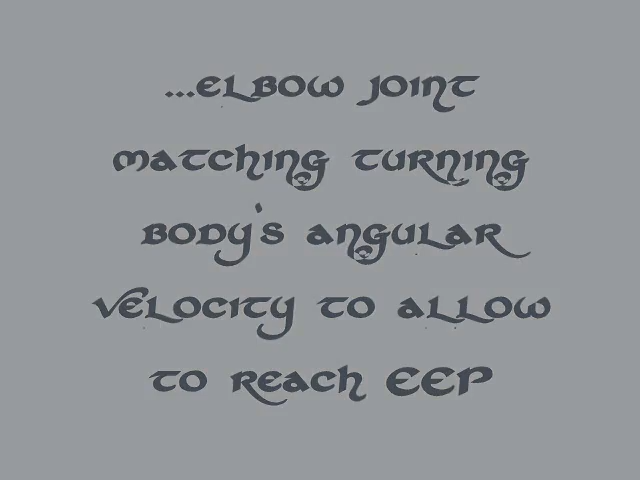 ...elbow joint
matching turning
body's angular
velocity to allow
to reach EEP